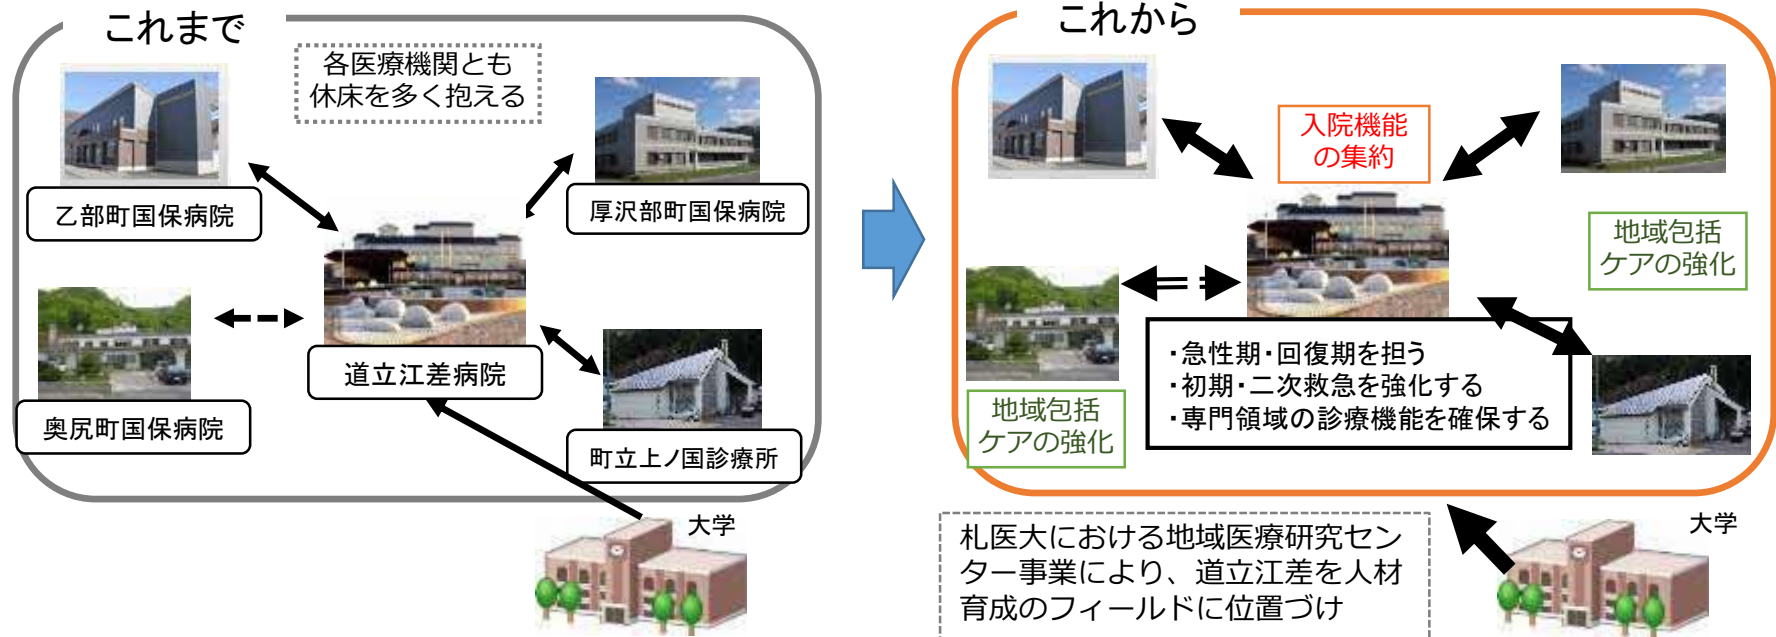 これまで
各医療機関とも
休床を多く抱える
乙部町国保病院
厚沢部町国保病院
道立江差病院
奥尻町国保病院
町立上ノ国診療所
大学
これから
入院機能
の集約
地域包括
ケアの強化
・急性期・回復期を担う
・初期・二次救急を強化する
・専門領域の診療機能を確保する
地域包括
ケアの強化
札医大における地域医療研究セン
ター事業により、道立江差を人材
育成のフィールドに位置づけ
大学